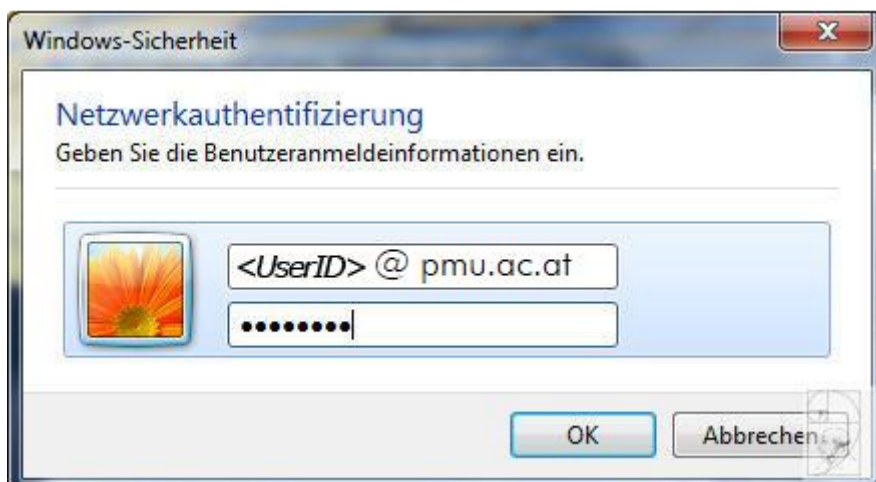 Windows-Sicherheit
Netzwerkauthentifizierung
Geben Sie die Benutzeranmeldeinformationen ein.
<UserID> @ pmu.ac.at
••••••••
OK
Abbrechen